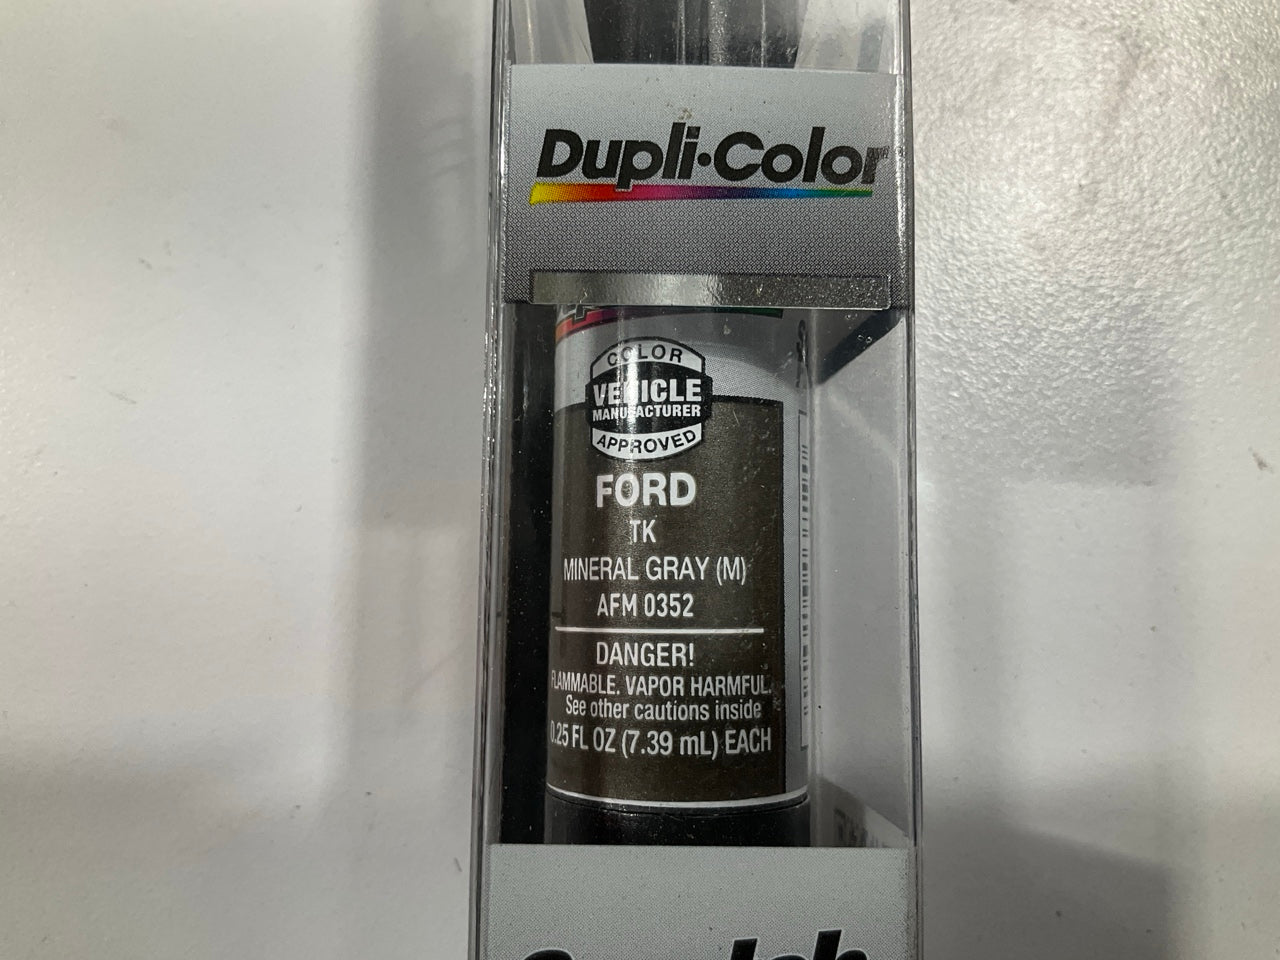 Dupli·Color
COLOR
VEHICLE
MANUFACTURER
APPROVED
FORD
TK
MINERAL GRAY (M)
AFM 0352
DANGER!
FLAMMABLE. VAPOR HARMFUL.
See other cautions inside
0.25 FL OZ (7.39 mL) EACH